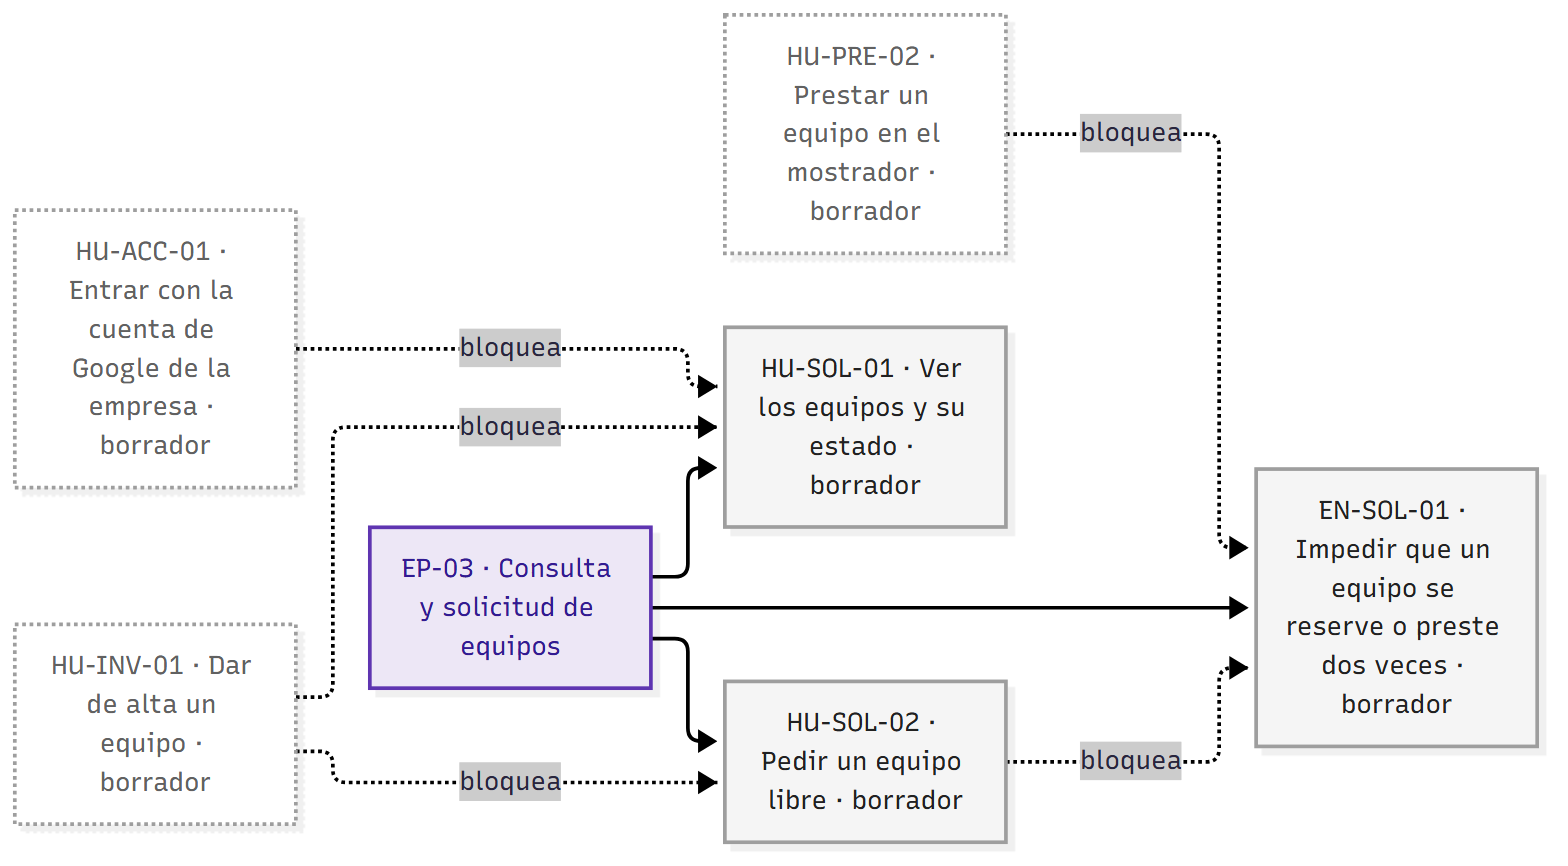 HU-PRE-02 ·
Prestar un
equipo en el
mostrador ·
borrador
bloquea
HU-ACC-01 ·
Entrar con la
cuenta de
Google de la
empresa ·
borrador
bloquea
bloquea
HU-SOL-01 · Ver
los equipos y su
estado ·
borrador
EP-03 · Consulta
y solicitud de
equipos
EN-SOL-01 ·
Impedir que un
equipo se
reserve o preste
dos veces ·
borrador
HU-INV-01 · Dar
de alta un
equipo ·
borrador
bloquea
HU-SOL-02 ·
Pedir un equipo
libre · borrador
bloquea